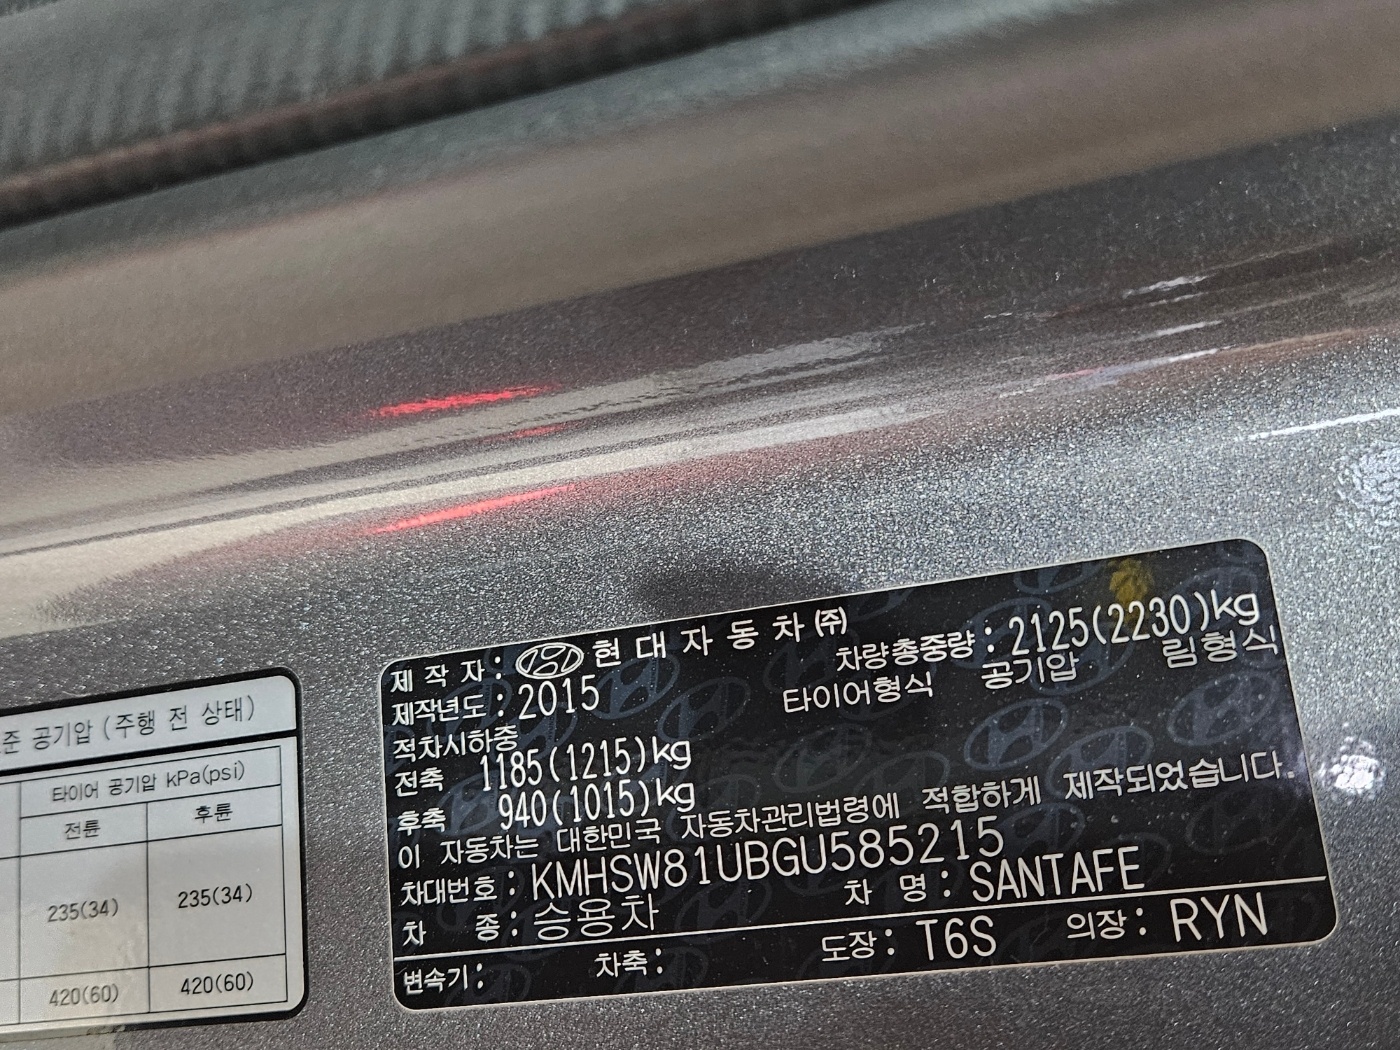 준 공기압 (주행 전 상태)
타이어 공기압 kPa(psi)
전륜 후륜
235(34) 235(34)
420(60) 420(60)
제 작 자 : 현 대 자 동 차 ㈜
제작년도 : 2015 차량총중량 : 2125(2230)kg
타이어형식 공기압 림형식
적차시하중
전축 1185(1215)kg
후축 940(1015)kg
이 자동차는 대한민국 자동차관리법령에 적합하게 제작되었습니다.
차대번호 : KMHSW81UBGU585215
차 종 : 승용차 차 명 : SANTAFE
변속기 : 차축 : 도장 : T6S 의장 : RYN